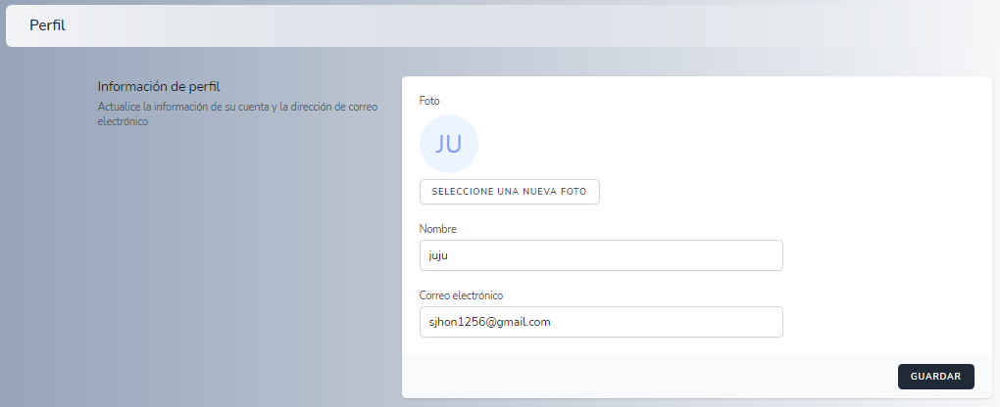 Perfil
Información de perfil
Actualice la información de su cuenta y la dirección de correo
electrónico
Foto
JU
SELECCIONE UNA NUEVA FOTO
Nombre
juju
Correo electrónico
sjhon1256@gmail.com
GUARDAR